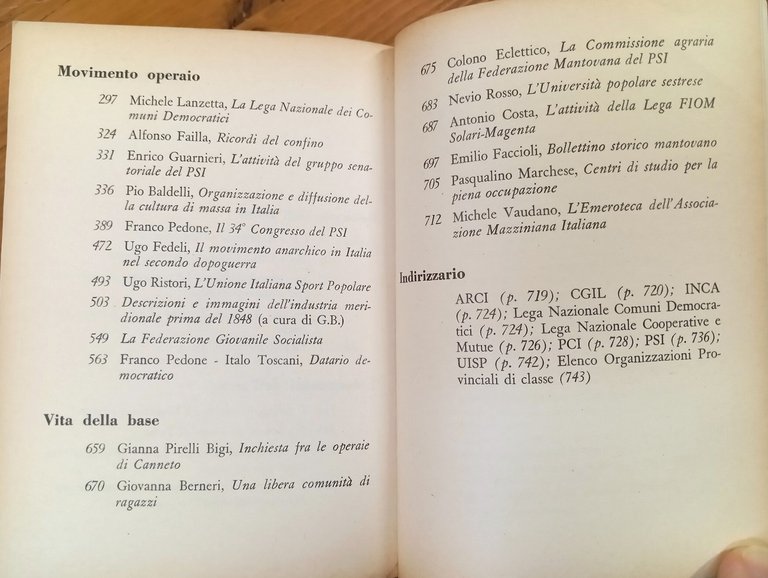 Movimento operaio
297 Michele Lanzetta, La Lega Nazionale dei Co-
muni Democratici
324 Alfonso Failla, Ricordi del confino
331 Enrico Guarnieri, L'attività del gruppo sena-
toriale del PSI
336 Pio Baldelli, Organizzazione e diffusione del-
la cultura di massa in Italia
389 Franco Pedone, Il 34° Congresso del PSI
472 Ugo Fedeli, Il movimento anarchico in Italia
nel secondo dopoguerra
493 Ugo Ristori, L'Unione Italiana Sport Popolare
503 Descrizioni e immagini dell'industria meri-
dionale prima del 1848 (a cura di G.B.)
549 La Federazione Giovanile Socialista
563 Franco Pedone - Italo Toscani, Datario de-
mocratico
Vita della base
659 Gianna Pirelli Bigi, Inchiesta fra le operaie
di Canneto
670 Giovanna Berneri, Una libera comunità di
ragazzi
675 Colono Eclettico, La Commissione agraria
della Federazione Mantovana del PSI
683 Nevio Rosso, L'Università popolare sestrese
687 Antonio Costa, L'attività della Lega FIOM
Solari-Magenta
697 Emilio Faccioli, Bollettino storico mantovano
705 Pasqualino Marchese, Centri di studio per la
piena occupazione
712 Michele Vaudano, L'Emeroteca dell'Associa-
zione Mazziniana Italiana
Indirizzario
ARCI (p. 719); CGIL (p. 720); INCA
(p. 724); Lega Nazionale Comuni Democra-
tici (p. 724); Lega Nazionale Cooperative e
Mutue (p. 726); PCI (p. 728); PSI (p. 736);
UISP (p. 742); Elenco Organizzazioni Pro-
vinciali di classe (743)